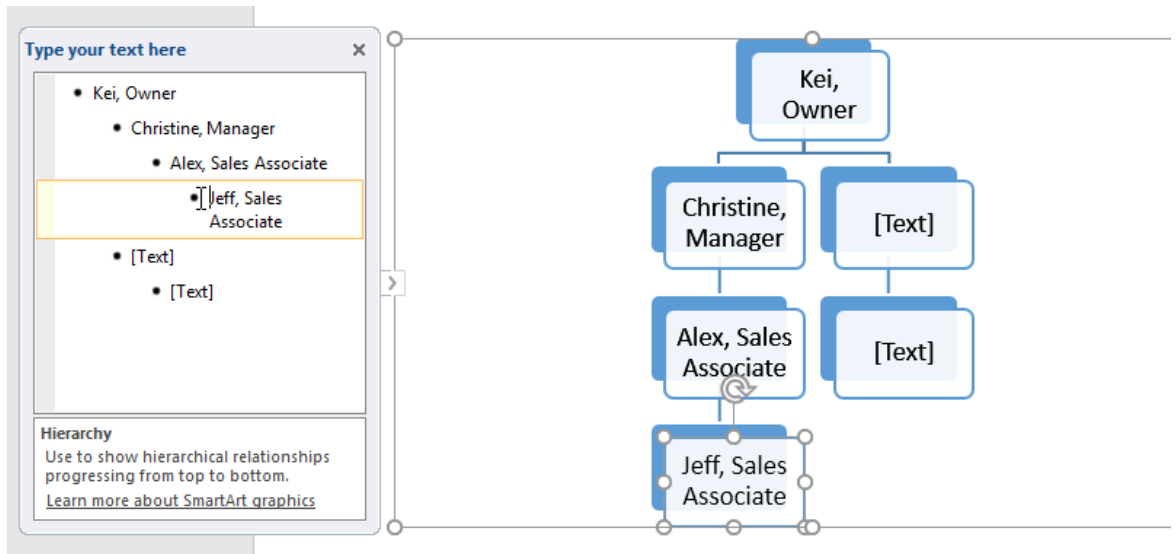 Type your text here
Kei, Owner
Christine, Manager
Alex, Sales Associate
Jeff, Sales
Associate
[Text]
[Text]
Hierarchy
Use to show hierarchical relationships
progressing from top to bottom.
Learn more about SmartArt graphics
Kei,
Owner
Christine,
Manager
[Text]
Alex, Sales
Associate
[Text]
Jeff, Sales
Associate